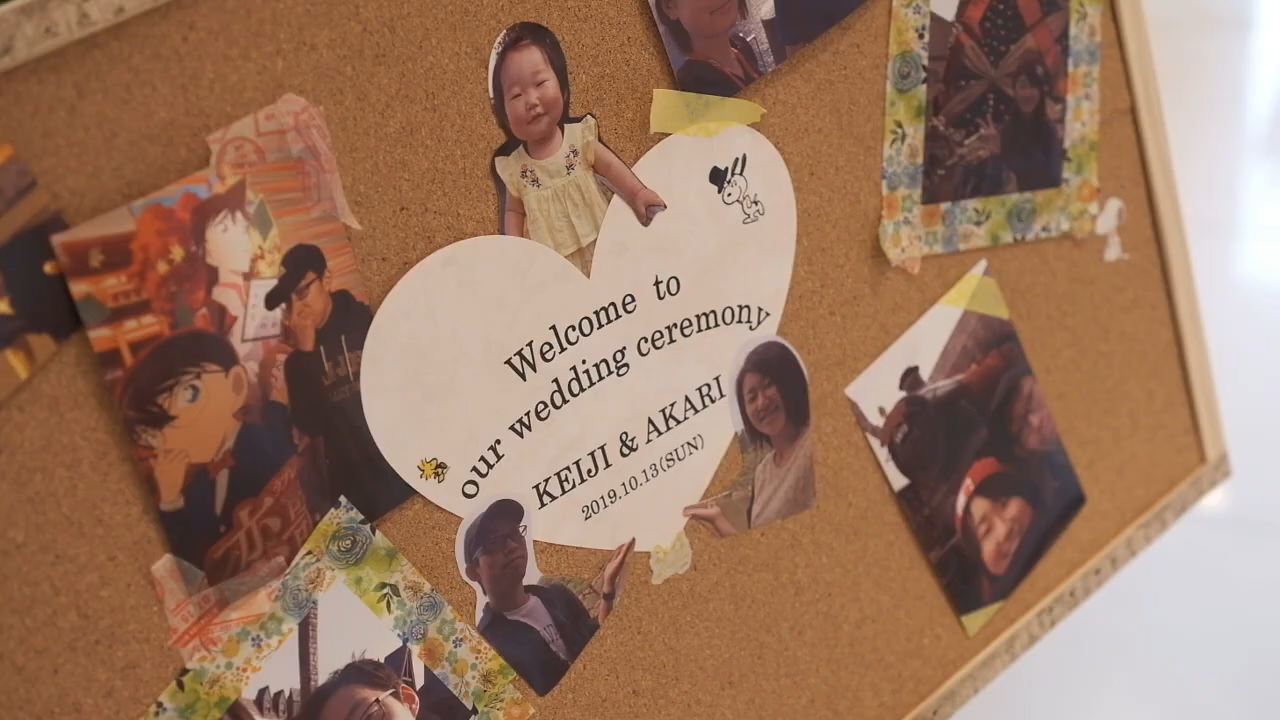 Welcome to
our wedding ceremony
KEIJI & AKARI
2019.10.13(SUN)